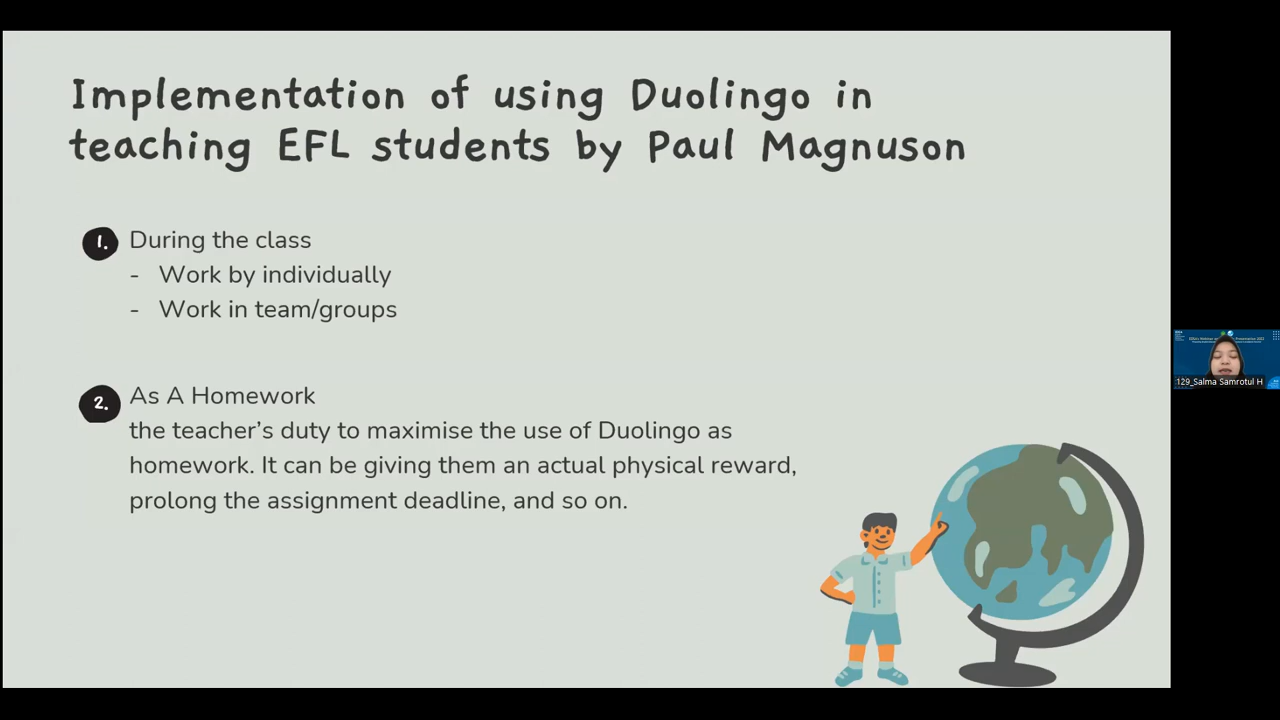 Implementation of using Duolingo in
teaching EFL students by Paul Magnuson
1. During the class
- Work by individually
- Work in team/groups
2. As A Homework
the teacher's duty to maximise the use of Duolingo as
homework. It can be giving them an actual physical reward,
prolong the assignment deadline, and so on.
129_Salma Samrotul H